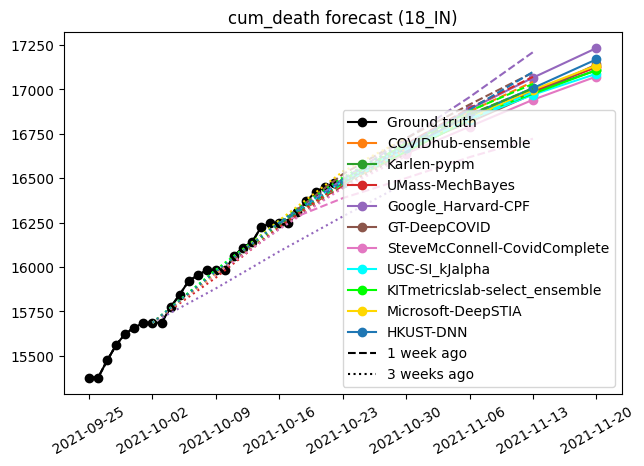 cum_death forecast (18_IN)
17250
17000
16750
16500
16250
16000
15750
15500
Ground truth
COVIDhub-ensemble
Karlen-pypm
UMass-MechBayes
Google_Harvard-CPF
GT-DeepCOVID
SteveMcConnell-CovidComplete
USC-SI_kJalpha
KITmetricslab-select_ensemble
Microsoft-DeepSTIA
HKUST-DNN
1 week ago
3 weeks ago
2021-09-25
2021-10-02
2021-10-09
2021-10-16
2021-10-23
2021-10-30
2021-11-06
2021-11-13
2021-11-20